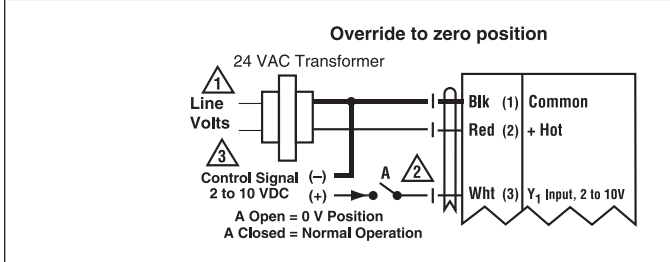 Override to zero position
24 VAC Transformer
1
Line
Volts
Blk (1) Common
Red (2) + Hot
3
Control Signal (–)
2 to 10 VDC (+)
A
2
Wht (3) Y1 Input, 2 to 10V
A Open = 0 V Position
A Closed = Normal Operation